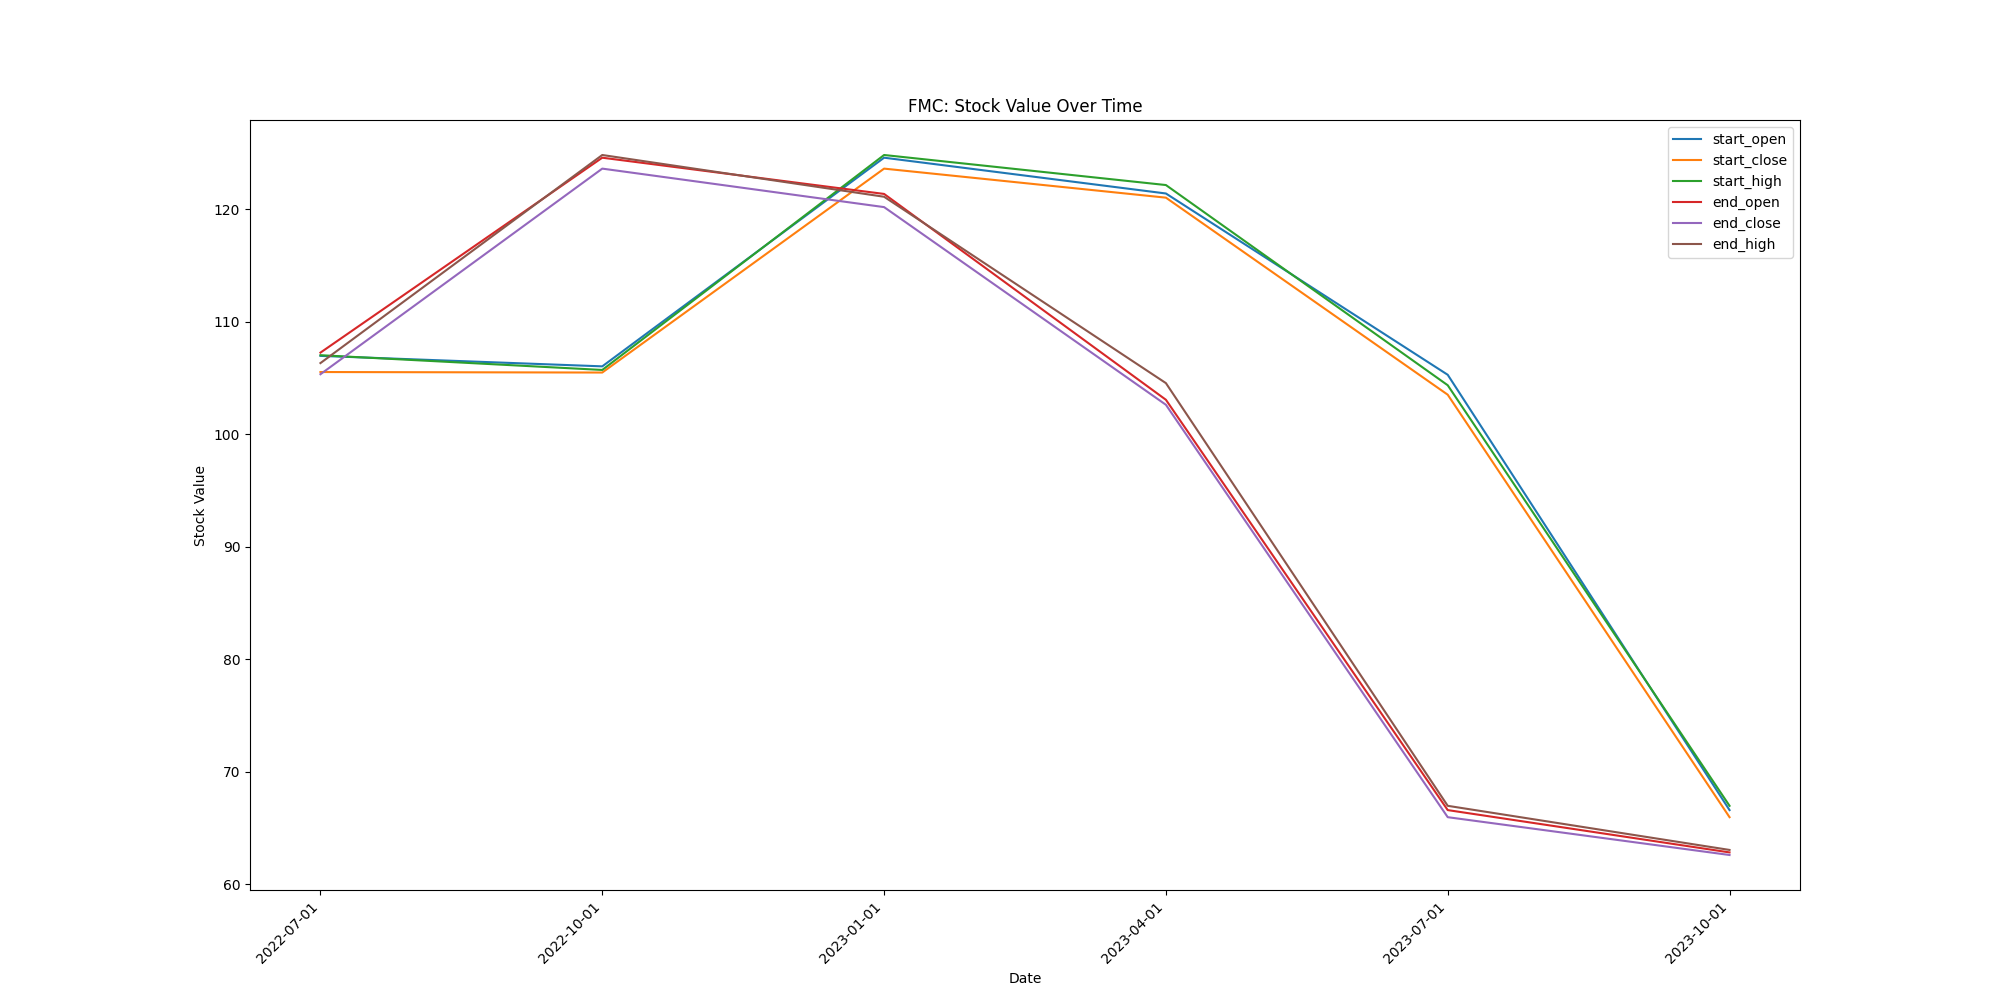 FMC: Stock Value Over Time
start_open
start_close
start_high
end_open
end_close
end_high
Stock Value
120
110
100
90
80
70
60
2022-07-01
2022-10-01
2023-01-01
2023-04-01
2023-07-01
2023-10-01
Date